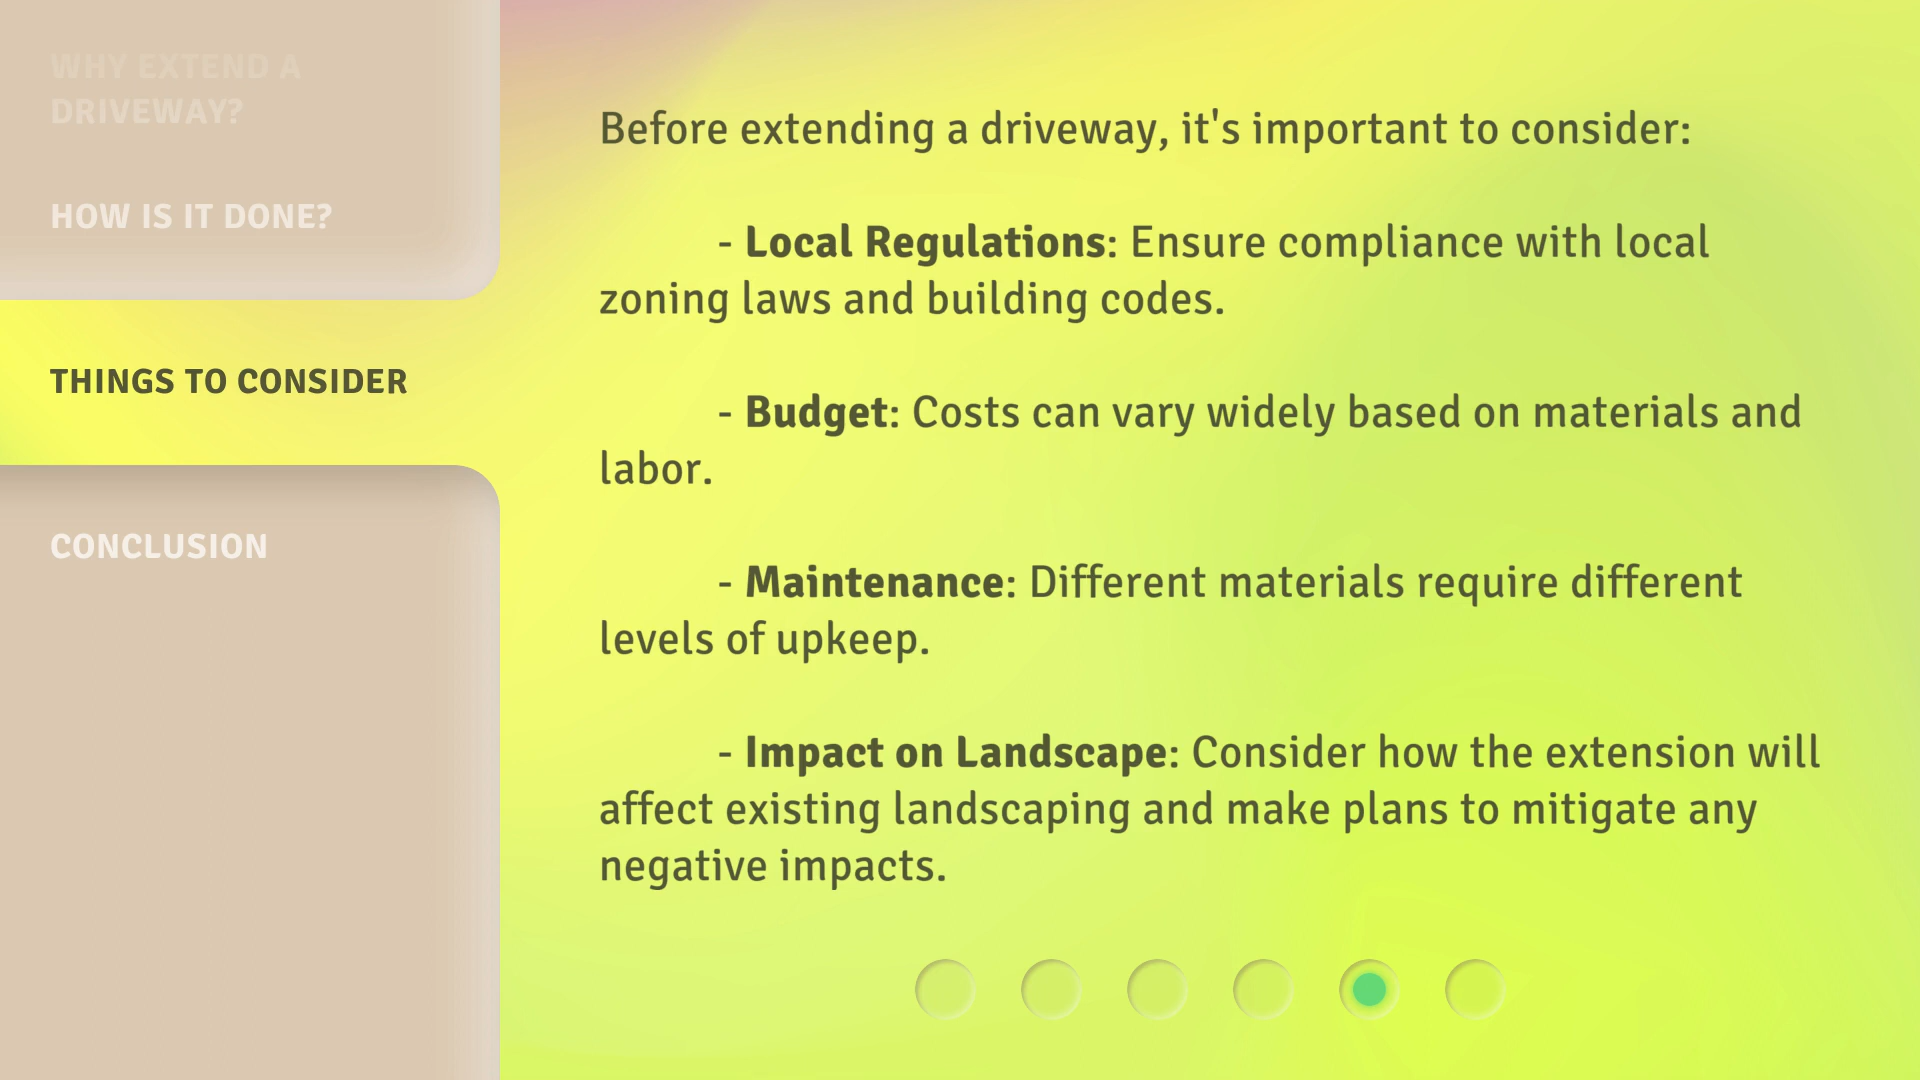 WHY EXTEND A
DRIVEWAY?
HOW IS IT DONE?
THINGS TO CONSIDER
CONCLUSION
Before extending a driveway, it's important to consider:
- Local Regulations: Ensure compliance with local
zoning laws and building codes.
- Budget: Costs can vary widely based on materials and
labor.
- Maintenance: Different materials require different
levels of upkeep.
- Impact on Landscape: Consider how the extension will
affect existing landscaping and make plans to mitigate any
negative impacts.